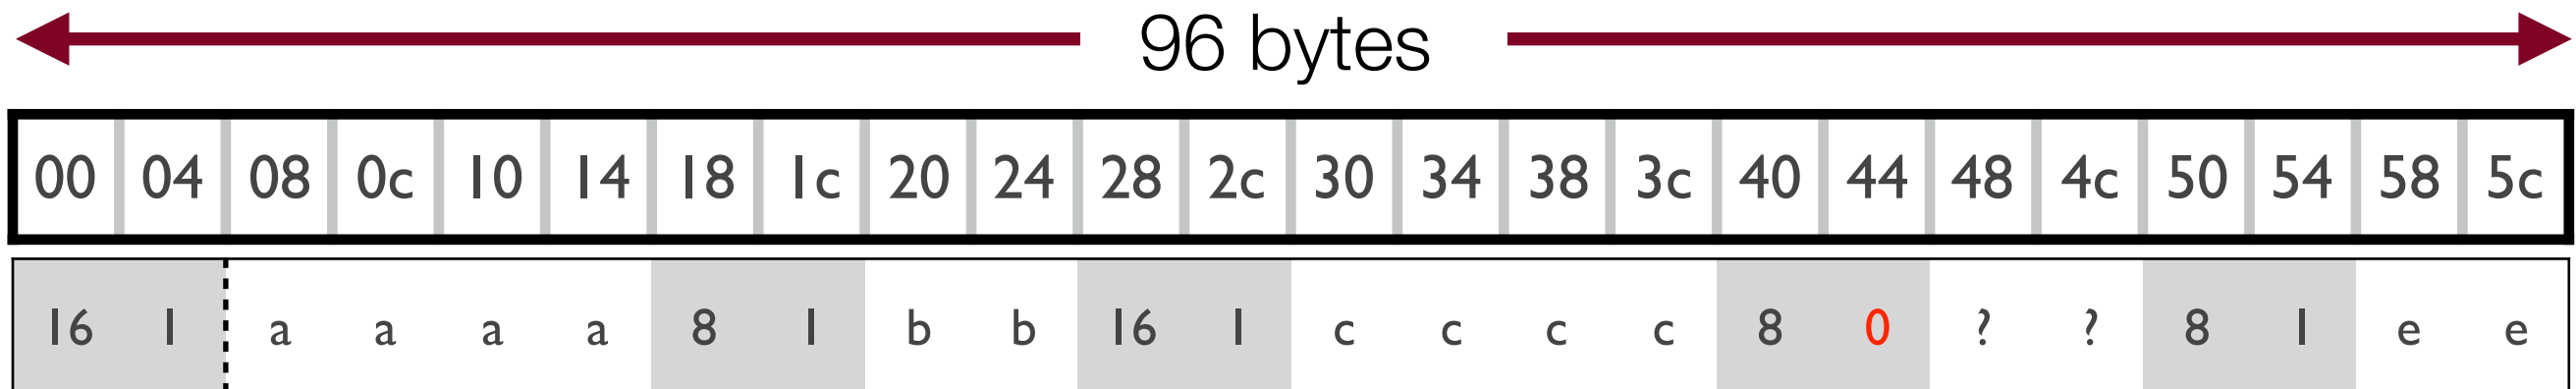 96 bytes
00 04 08 0c 10 14 18 1c 20 24 28 2c 30 34 38 3c 40 44 48 4c 50 54 58 5c
16 1 a a a a 8 1 b b 16 1 c c c c 8 0 ? ? 8 1 e e